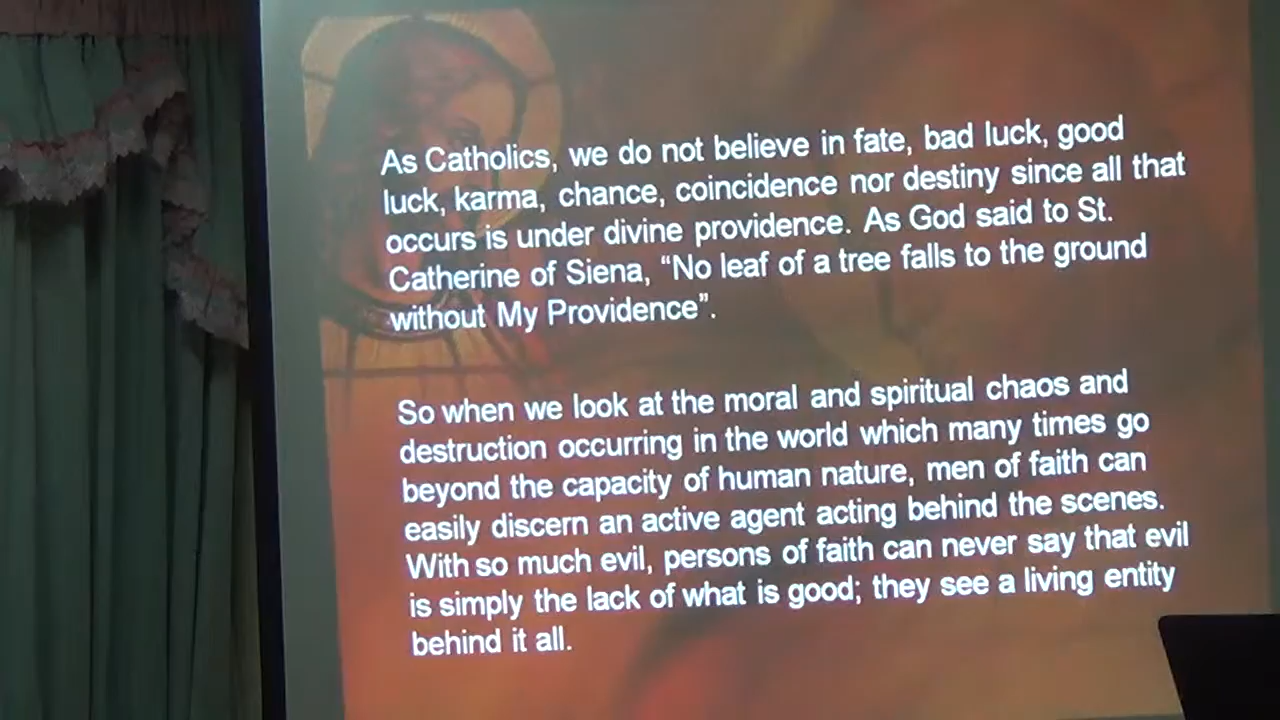 As Catholics, we do not believe in fate, bad luck, good
luck, karma, chance, coincidence nor destiny since all that
occurs is under divine providence. As God said to St.
Catherine of Siena, “No leaf of a tree falls to the ground
without My Providence”.
So when we look at the moral and spiritual chaos and
destruction occurring in the world which many times go
beyond the capacity of human nature, men of faith can
easily discern an active agent acting behind the scenes.
With so much evil, persons of faith can never say that evil
is simply the lack of what is good; they see a living entity
behind it all.